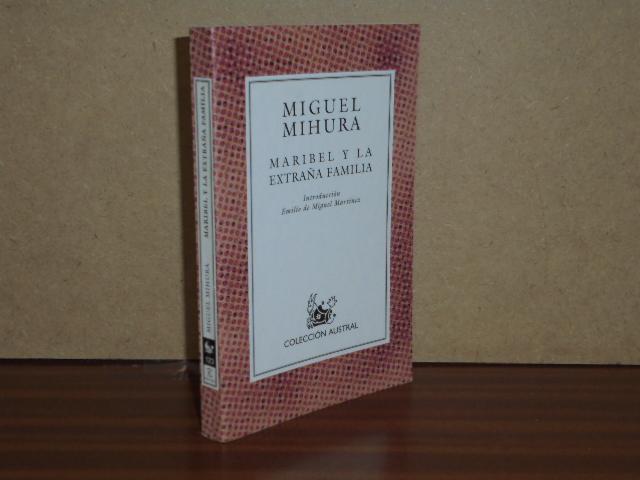 MIGUEL
MIHURA
MARIBEL Y LA
EXTRAÑA FAMILIA
Introducción
Emilio de Miguel Martínez
COLECCIÓN AUSTRAL
MIGUEL MIHURA MARIBEL Y LA EXTRAÑA FAMILIA